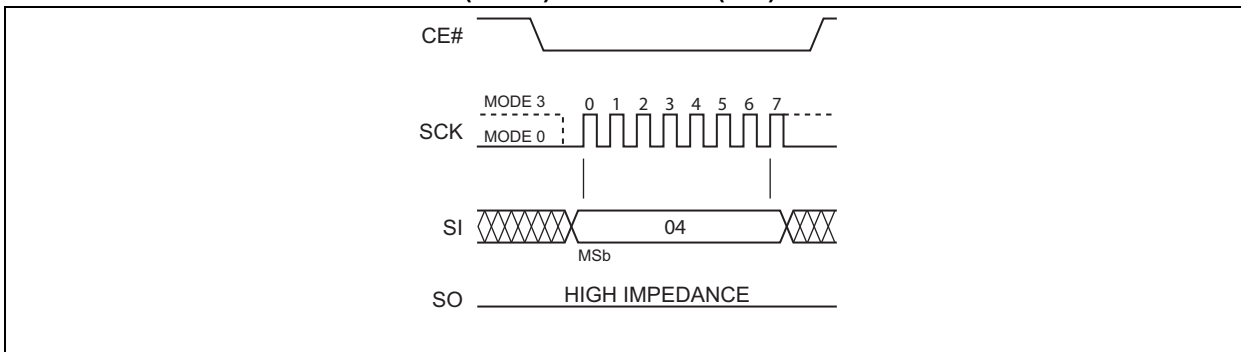 CE#
MODE 3
0 1 2 3 4 5 6 7
SCK
MODE 0
SI
04
MSb
SO
HIGH IMPEDANCE